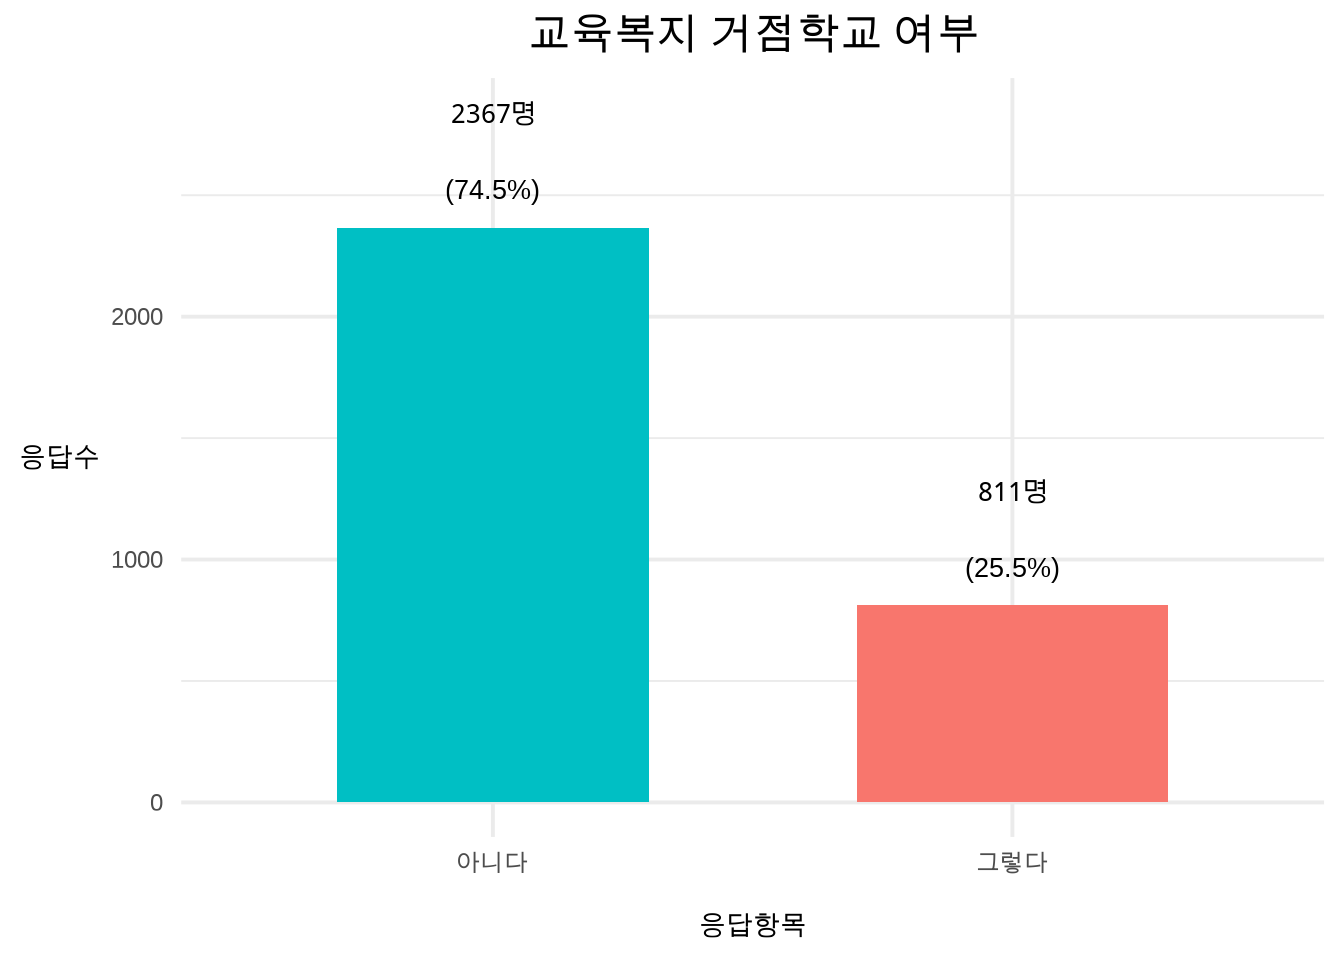 교육복지 거점학교 여부
2367명
(74.5%)
2000
응답수
811명
1000
(25.5%)
0
아니다
그렇다
응답항목